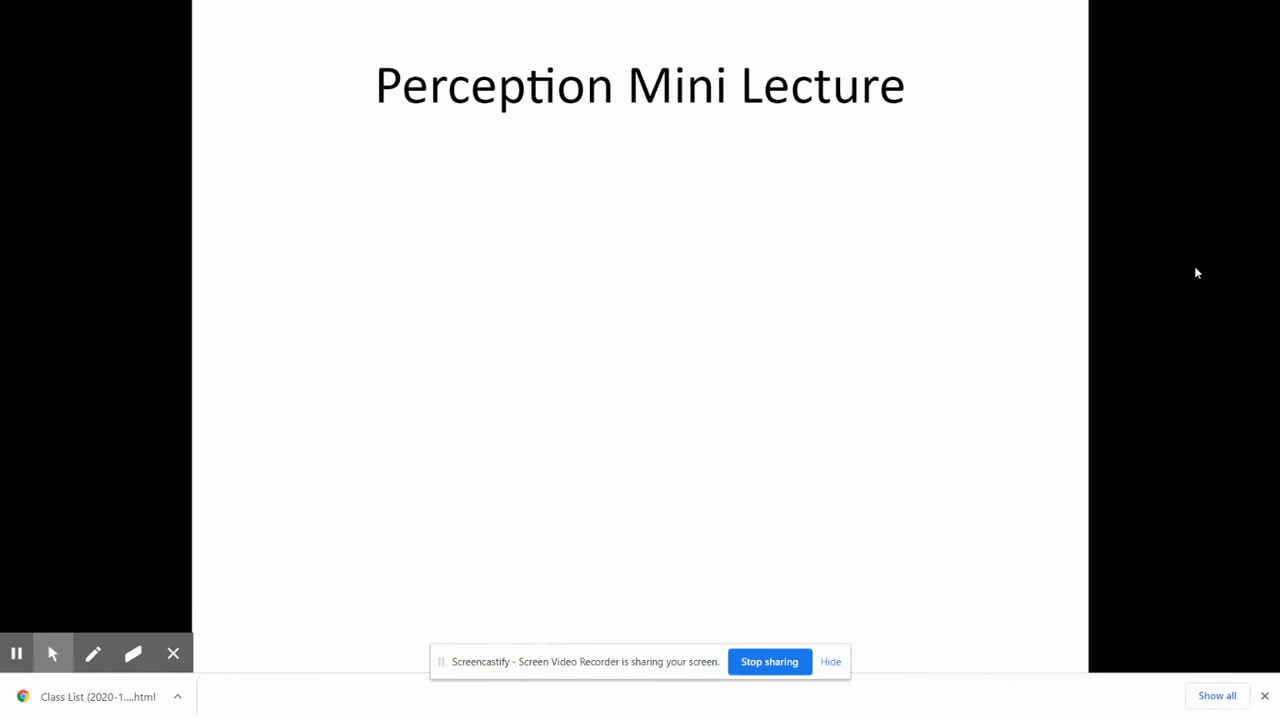 Perception Mini Lecture
Screencastify - Screen Video Recorder is sharing your screen. Stop sharing Hide
Class List (2020-1....html Show all